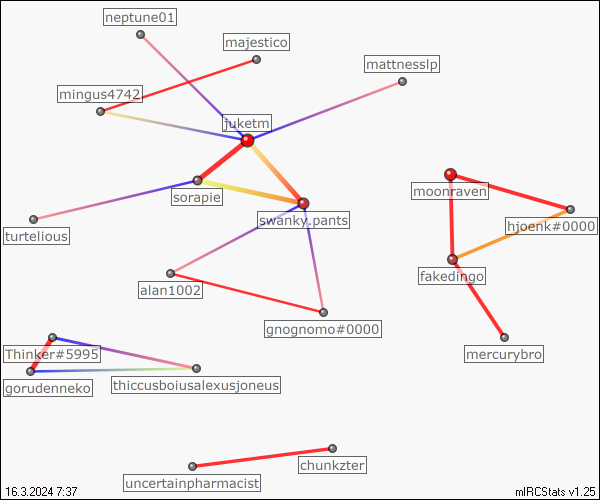 neptune01
majestico
mattnesslp
mingus4742
juketm
moonraven
sorapie
swanky.pants
hjoenk#0000
turtelious
fakedingo
alan1002
gnognomo#0000
Thinker#5995
mercurybro
gorudenneko
thiccusboiusalexusjoneus
chunkzter
uncertainpharmacist
16.3.2024 7:37
mIRCStats v1.25